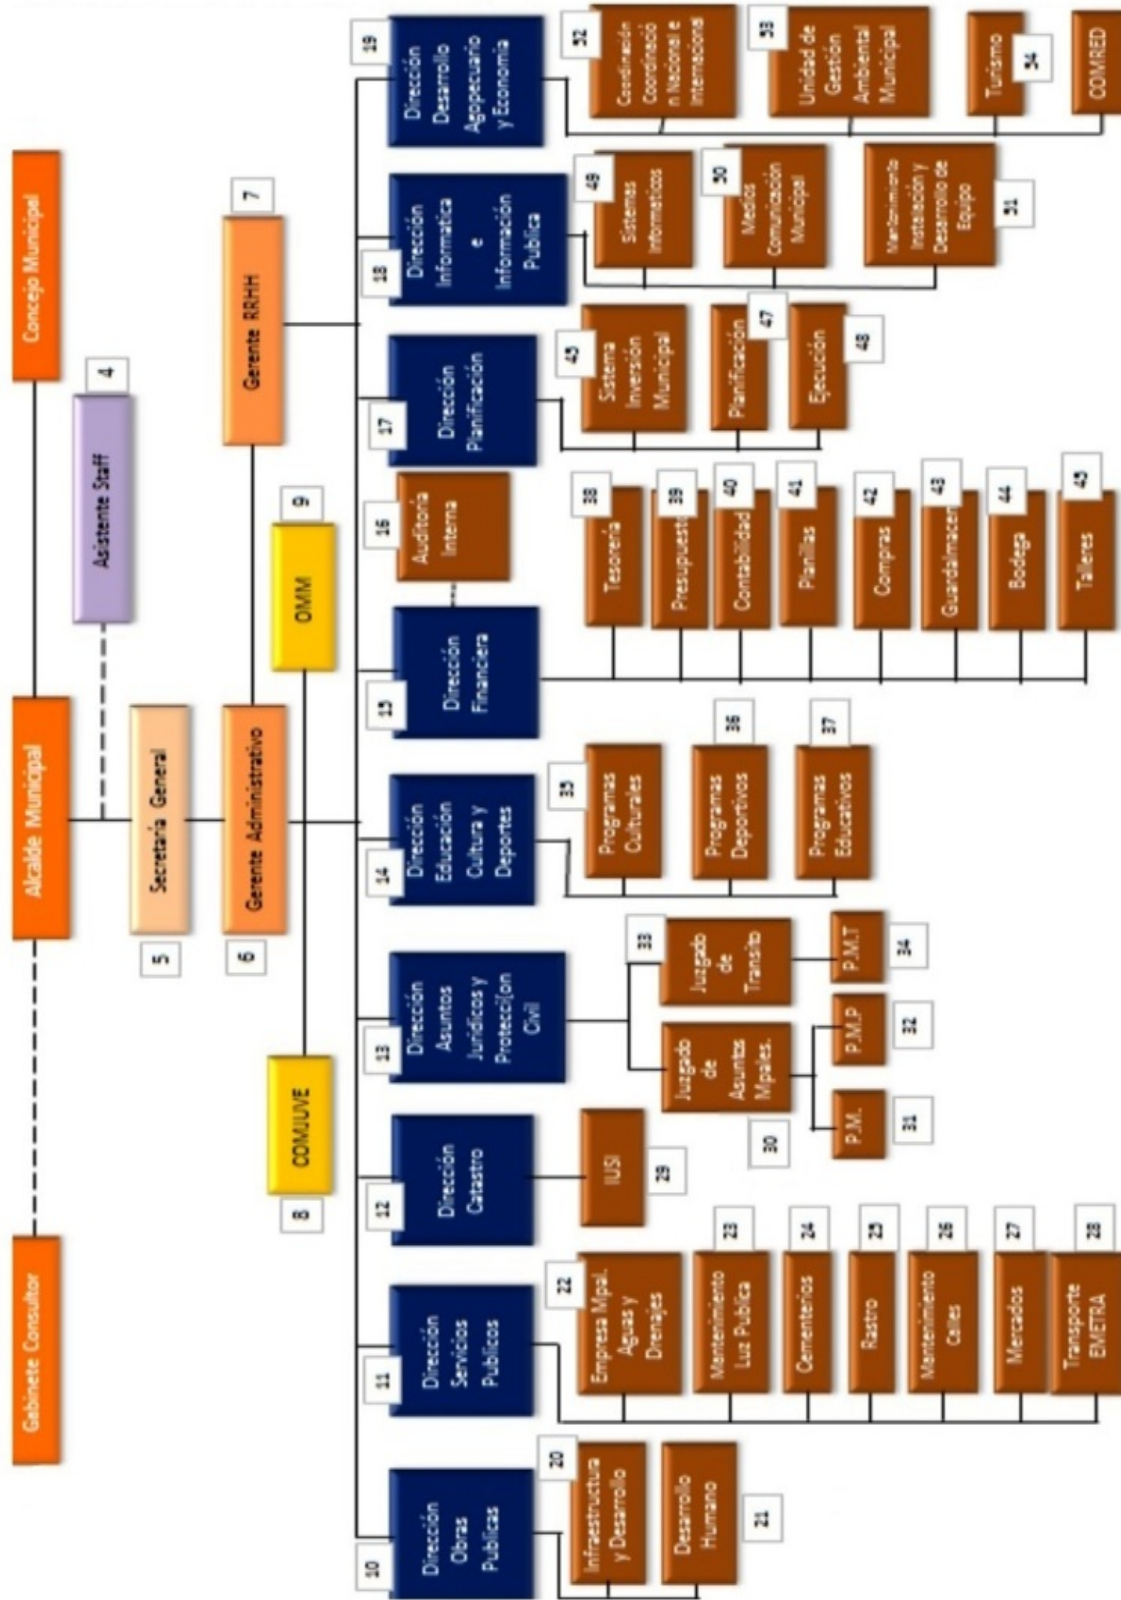 Gabinete Consultor
Alcalde Municipal
Concejo Municipal
Asistente Staff
4
Secretaría General
5
Gerente Administrativo
6
Gerente RRHH
7
COMJUVE
8
OMM
9
10
Dirección
Obras
Publicas
11
Dirección
Servicios
Publicos
12
Dirección
Catastro
13
Dirección
Asuntos
Jurídicos y
Protecci[on
Civil
14
Dirección
Educación
Cultura y
Deportes
15
Dirección
Financiera
16
Auditoría
Interna
17
Dirección
Planificación
18
Dirección
Informatica
e
Información
Publica
19
Dirección
Desarrollo
Agopecuario
y Economia
20
Infraestructura
y Desarrollo
Desarrollo
Humano
21
22
Empresa Mpal.
Aguas y
Drenajes
Mantenimiento
Luz Publica
23
Cementerios
24
Rastro
25
Mantenimiento
Calles
26
Mercados
27
Transporte
EMETRA
28
IUSI
29
Juzgado
de
Asuntos
Mpales.
30
P.M.
31
P.M.P
32
33
Juzgado
de
Transito
P.M.T
34
35
Programas
Culturales
Programas
Deportivos
36
Programas
Educativos
37
Tesorería
38
Presupuesto
39
Contabilidad
40
Planillas
41
Compras
42
Guardalmacen
43
Bodega
44
Talleres
45
45
Sistema
Inversión
Municipal
Planificación
47
Ejecución
48
49
Sistemas
Informaticos
50
Medios
Comunicación
Municipal
Mantenimiento
Instalación y
Desarrollo de
Equipo
51
52
Coordinación
Coordinació
n Nacional e
Internacional
53
Unidad de
Gestión
Ambiental
Municipal
Turismo
54
COMRED